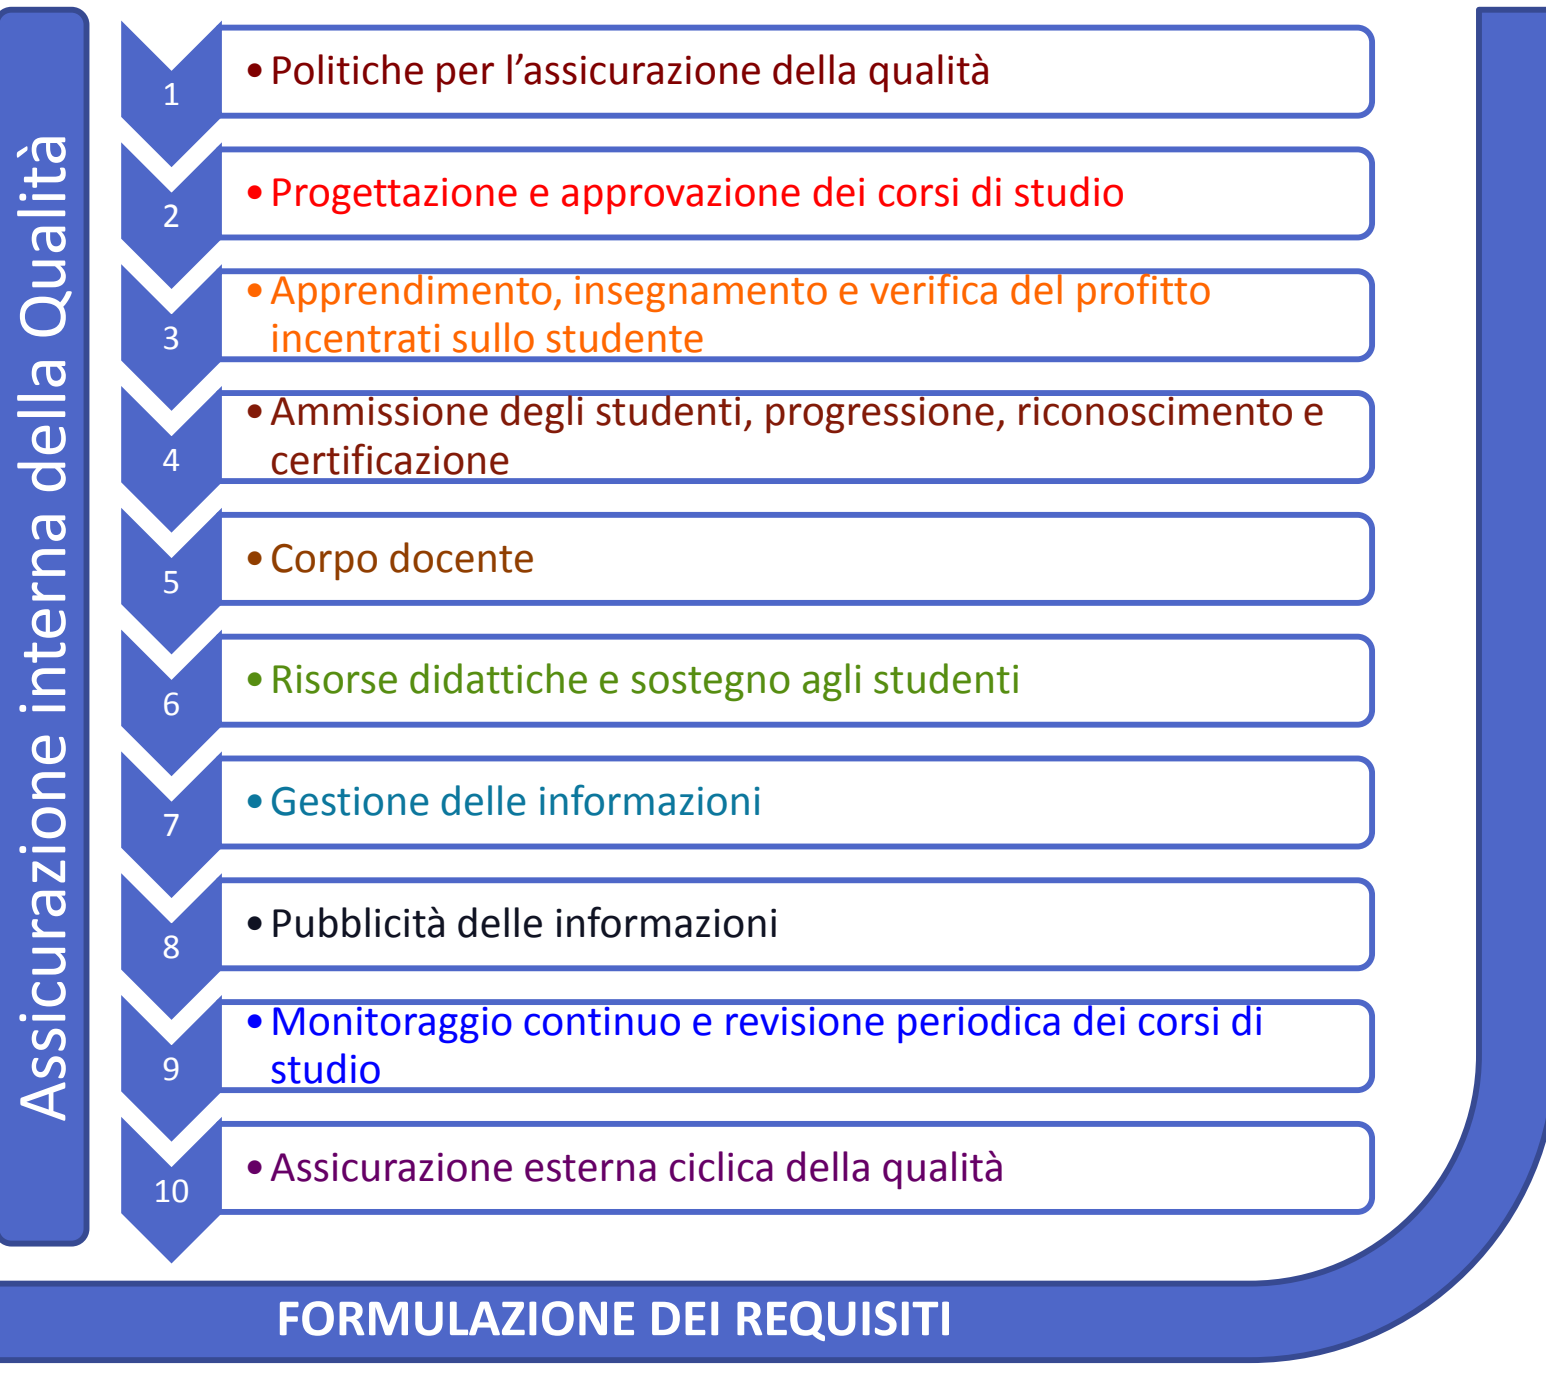 Assicurazione interna della Qualità
1
•Politiche per l’assicurazione della qualità
2
•Progettazione e approvazione dei corsi di studio
3
•Apprendimento, insegnamento e verifica del profitto
incentrati sullo studente
4
•Ammissione degli studenti, progressione, riconoscimento e
certificazione
5
•Corpo docente
6
•Risorse didattiche e sostegno agli studenti
7
•Gestione delle informazioni
8
•Pubblicità delle informazioni
9
•Monitoraggio continuo e revisione periodica dei corsi di
studio
10
•Assicurazione esterna ciclica della qualità
FORMULAZIONE DEI REQUISITI